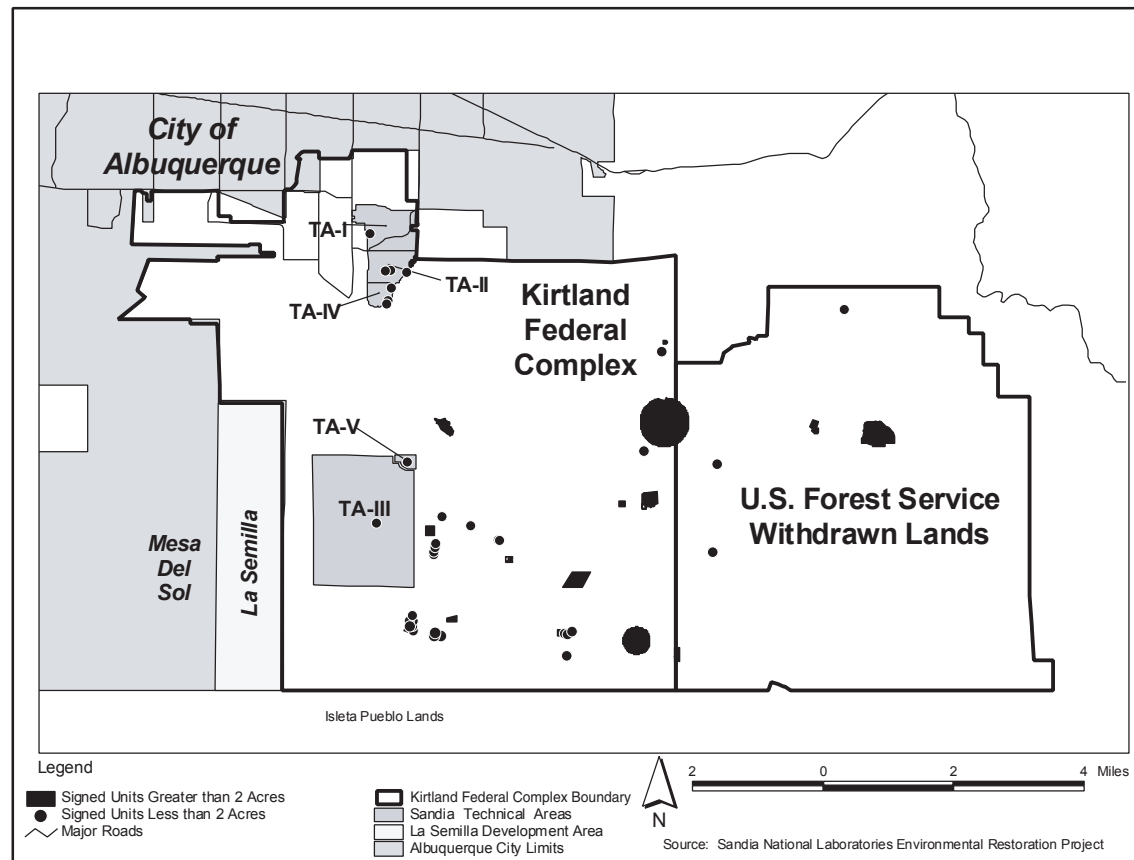 City of
Albuquerque
TA-I
TA-II
TA-IV
Kirtland
Federal
Complex
TA-V
TA-III
U.S. Forest Service
Withdrawn Lands
Mesa
Del
Sol
La Semilla
Isleta Pueblo Lands
Legend
Signed Units Greater than 2 Acres
Signed Units Less than 2 Acres
Major Roads
Kirtland Federal Complex Boundary
Sandia Technical Areas
La Semilla Development Area
Albuquerque City Limits
N
2 0 2 4 Miles
Source: Sandia National Laboratories Environmental Restoration Project